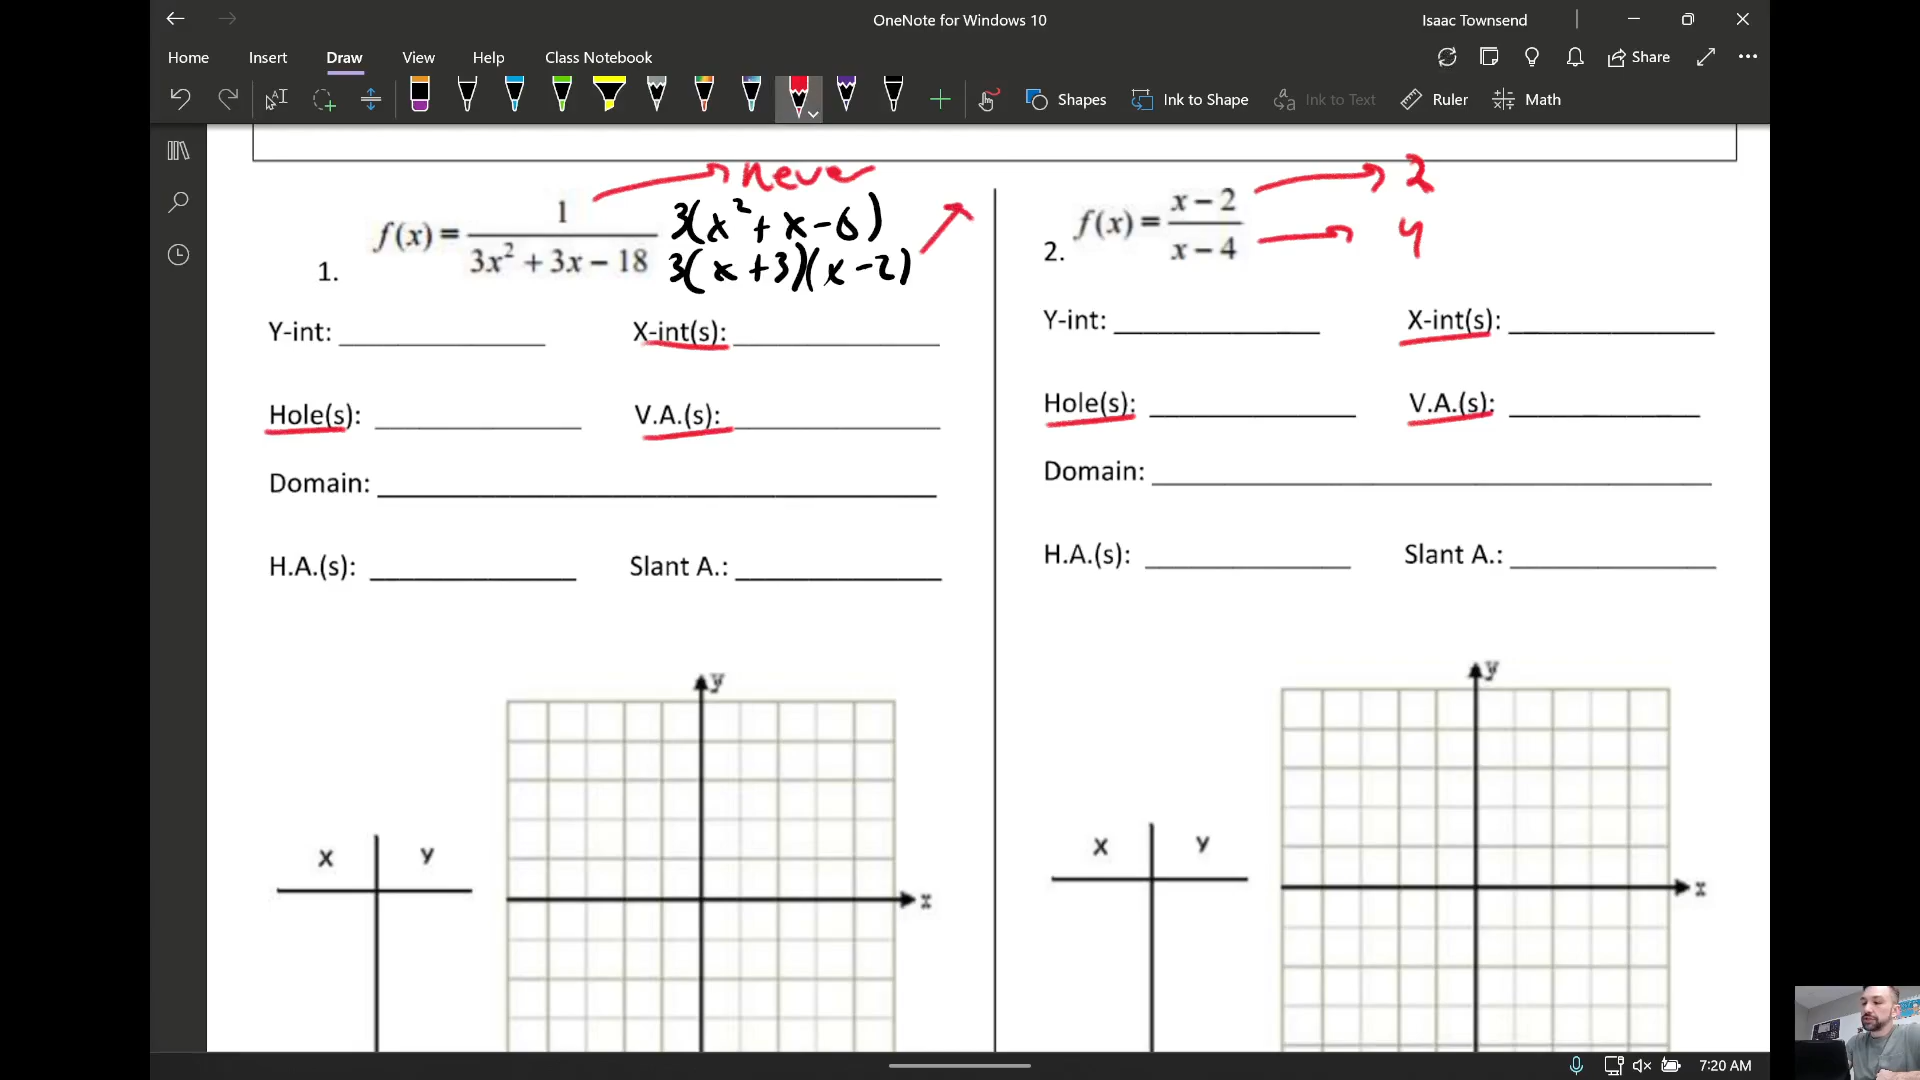 OneNote for Windows 10
Isaac Townsend
Home Insert Draw View Help Class Notebook
Share
Shapes Ink to Shape Ink to Text Ruler Math
never
f(x) = 1 / (3x² + 3x − 18)
3(x² + x − 6)
3(x + 3)(x − 2)
1.
Y-int: X-int(s):
Hole(s): V.A.(s):
Domain:
H.A.(s): Slant A.:
y
x
x y
2
f(x) = (x − 2) / (x − 4)
4
2.
Y-int: X-int(s):
Hole(s): V.A.(s):
Domain:
H.A.(s): Slant A.:
y
x
x y
7:20 AM